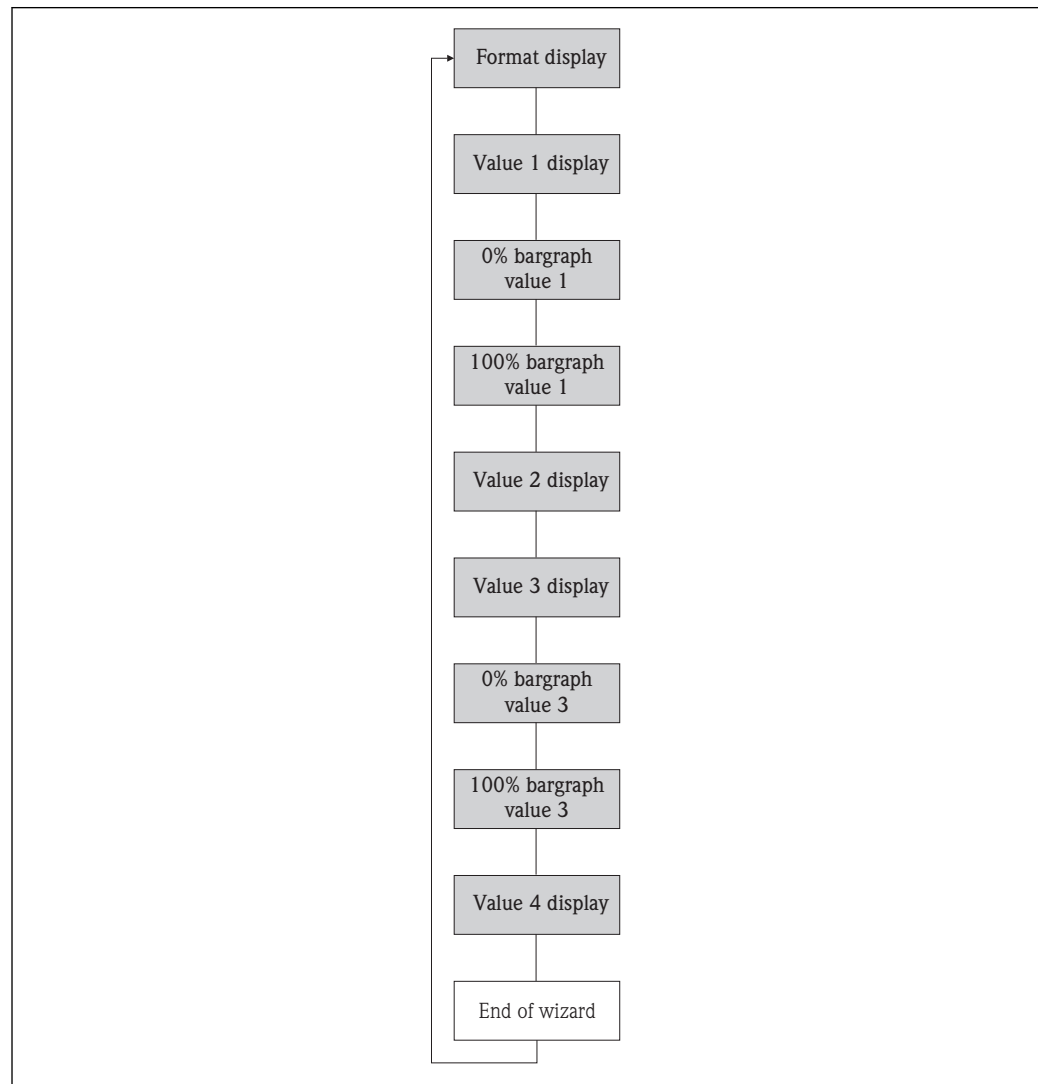 Format display
Value 1 display
0% bargraph
value 1
100% bargraph
value 1
Value 2 display
Value 3 display
0% bargraph
value 3
100% bargraph
value 3
Value 4 display
End of wizard